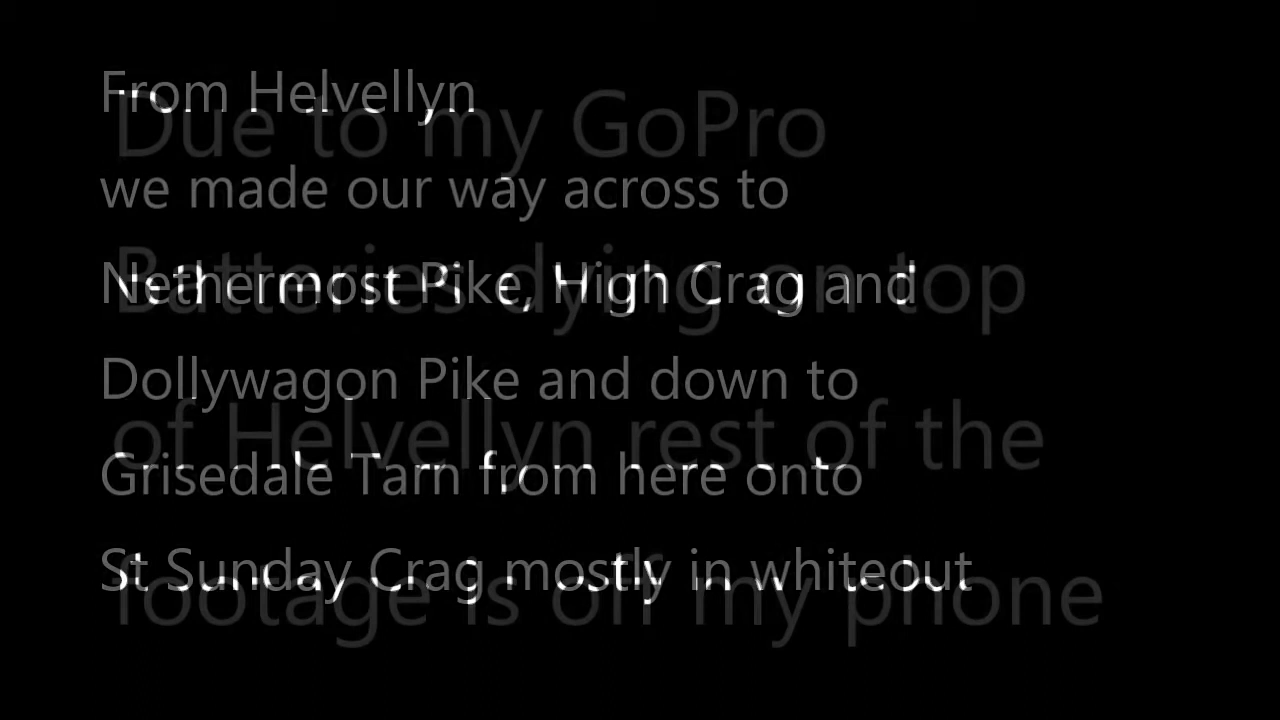 From Helvellyn
we made our way across to
Nethermost Pike, High Crag and
Dollywagon Pike and down to
Grisedale Tarn from here onto
St Sunday Crag mostly in whiteout
Due to my GoPro
Batteries dying on top
of Helvellyn rest of the
footage is off my phone